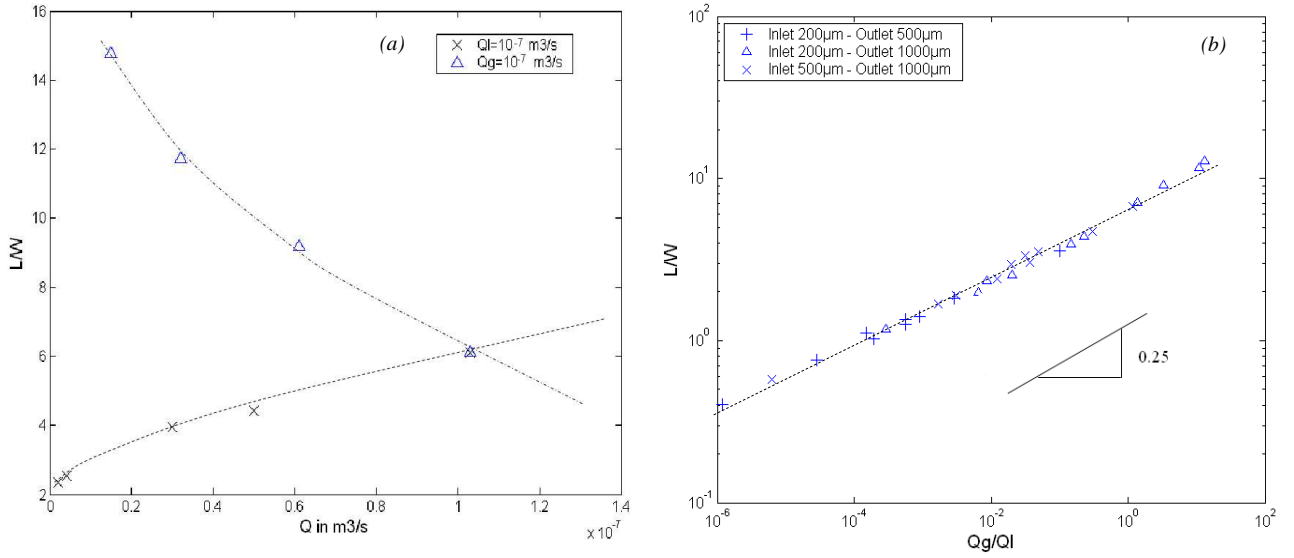 16
14
12
10
8
6
4
2
L/W
0
0.2
0.4
0.6
0.8
1
1.2
1.4
x 10⁻⁷
Q in m3/s
(a)
Ql=10⁻⁷ m3/s
Qg=10⁻⁷ m3/s
10²
10¹
10⁰
10⁻¹
L/W
10⁻⁶
10⁻⁴
10⁻²
10⁰
10²
Qg/Ql
Inlet 200µm - Outlet 500µm
Inlet 200µm - Outlet 1000µm
Inlet 500µm - Outlet 1000µm
(b)
0.25